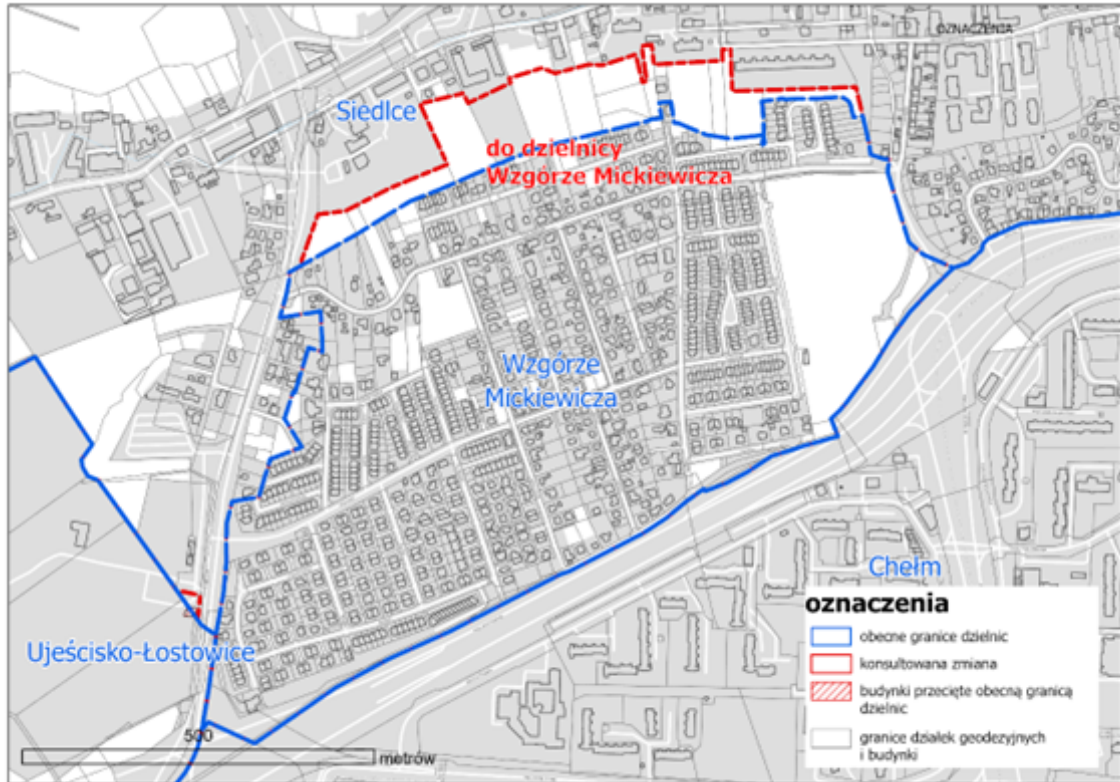 OZNACZENIA
Siedlce
do dzielnicy
Wzgórze Mickiewicza
Wzgórze
Mickiewicza
Chełm
Ujeścisko-Łostowice
oznaczenia
obecne granice dzielnic
konsultowana zmiana
budynki przecięte obecną granicą
dzielnic
granice działek geodezyjnych
i budynki
500
metrów